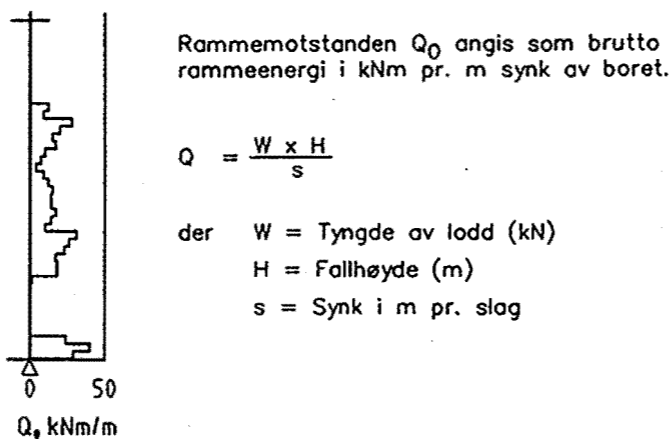 Rammemotstanden Q₀ angis som brutto
rammeenergi i kNm pr. m synk av boret.
Q = W x H / s
der W = Tyngde av lodd (kN)
H = Fallhøyde (m)
s = Synk i m pr. slag
0 50
Q, kNm/m